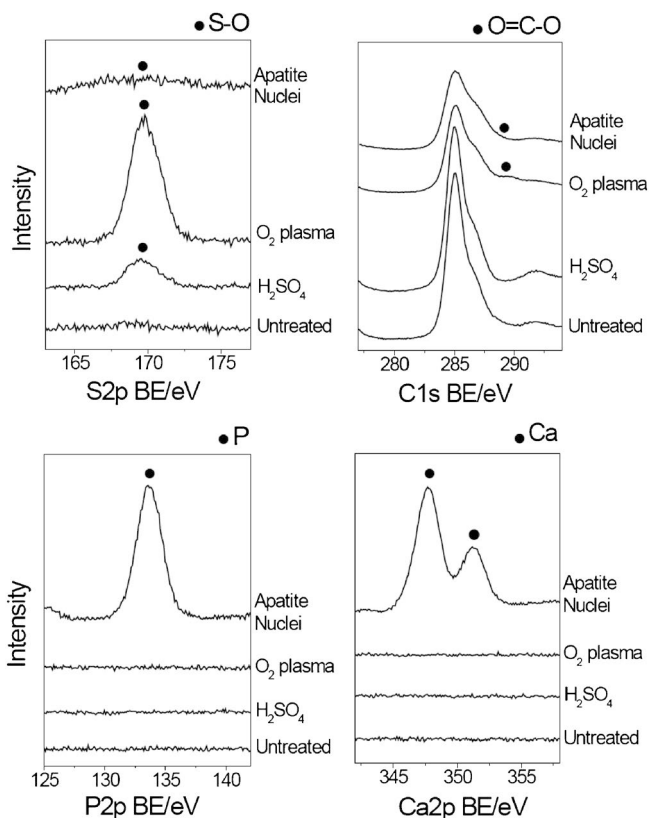 ● S-O
Apatite
Nuclei
O₂ plasma
H₂SO₄
Untreated
165 170 175
S2p BE/eV
Intensity
● O=C-O
Apatite
Nuclei
O₂ plasma
H₂SO₄
Untreated
280 285 290
C1s BE/eV
● P
Apatite
Nuclei
O₂ plasma
H₂SO₄
Untreated
125 130 135 140
P2p BE/eV
Intensity
● Ca
Apatite
Nuclei
O₂ plasma
H₂SO₄
Untreated
345 351 358
Ca2p BE/eV